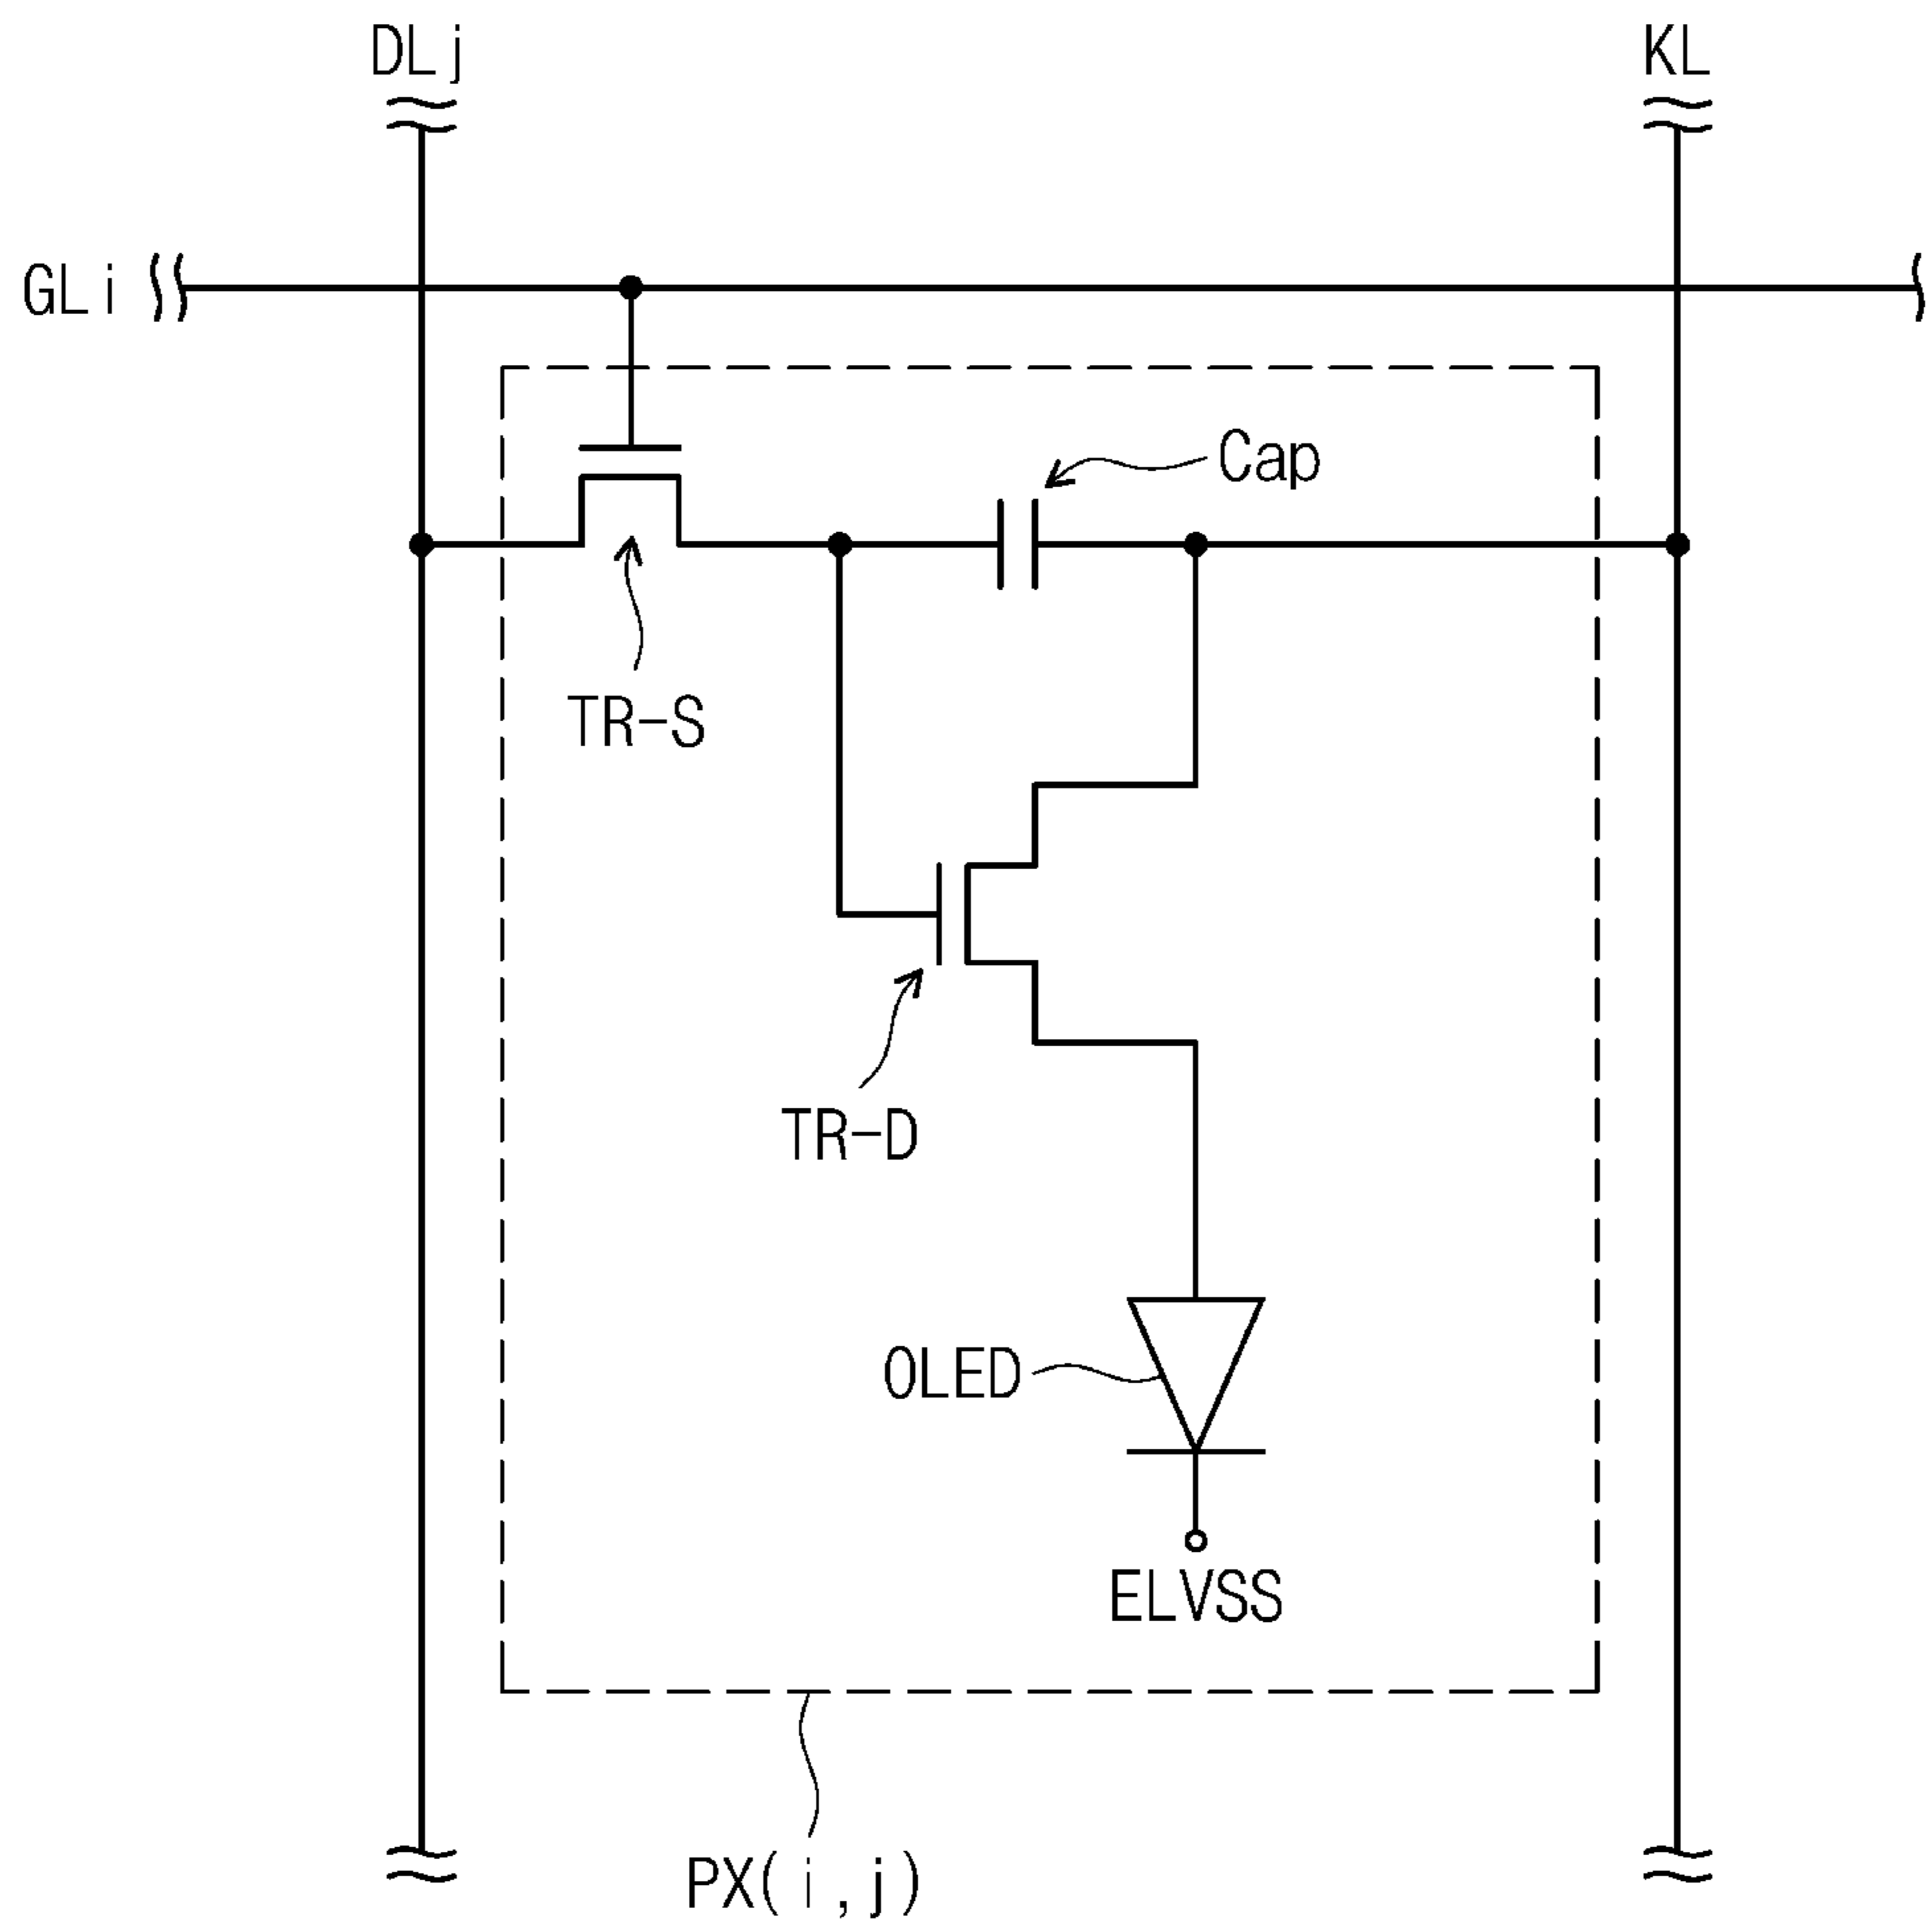 DLj
KL
GLi
Cap
TR-S
TR-D
OLED
ELVSS
PX(i,j)